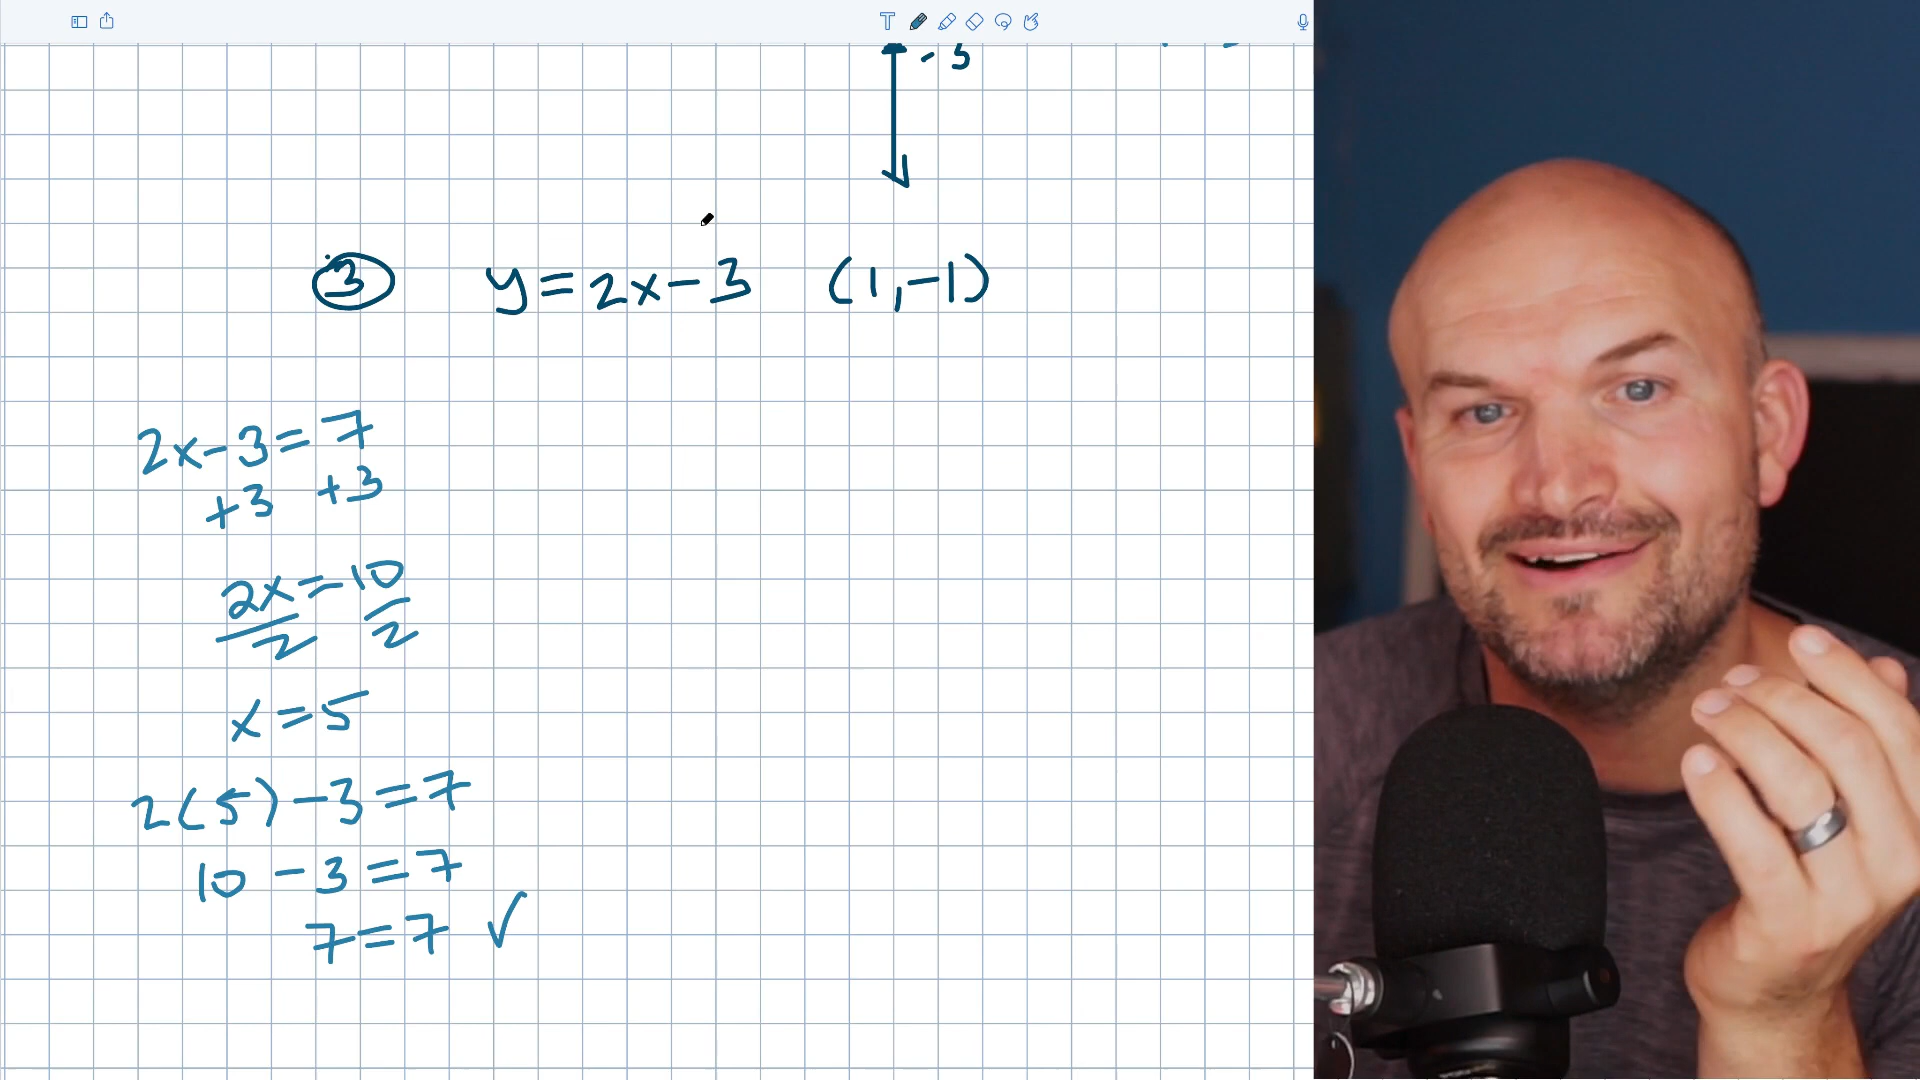 -5
③ y=2x-3 (1,-1)
2x-3=7
+3 +3
2x=10
2 2
x=5
2(5)-3=7
10-3=7
7=7 ✓